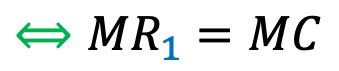 ⟺ MR₁ = MC